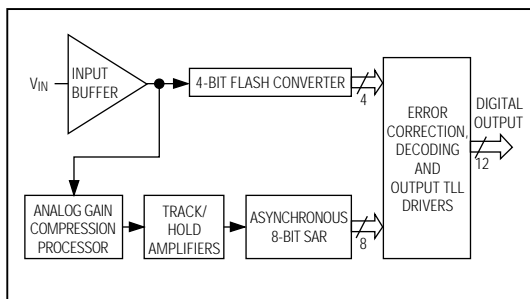 VIN
INPUT
BUFFER
4-BIT FLASH CONVERTER
4
ERROR
CORRECTION,
DECODING
AND
OUTPUT TLL
DRIVERS
DIGITAL
OUTPUT
12
ANALOG GAIN
COMPRESSION
PROCESSOR
TRACK/
HOLD
AMPLIFIERS
ASYNCHRONOUS
8-BIT SAR
8